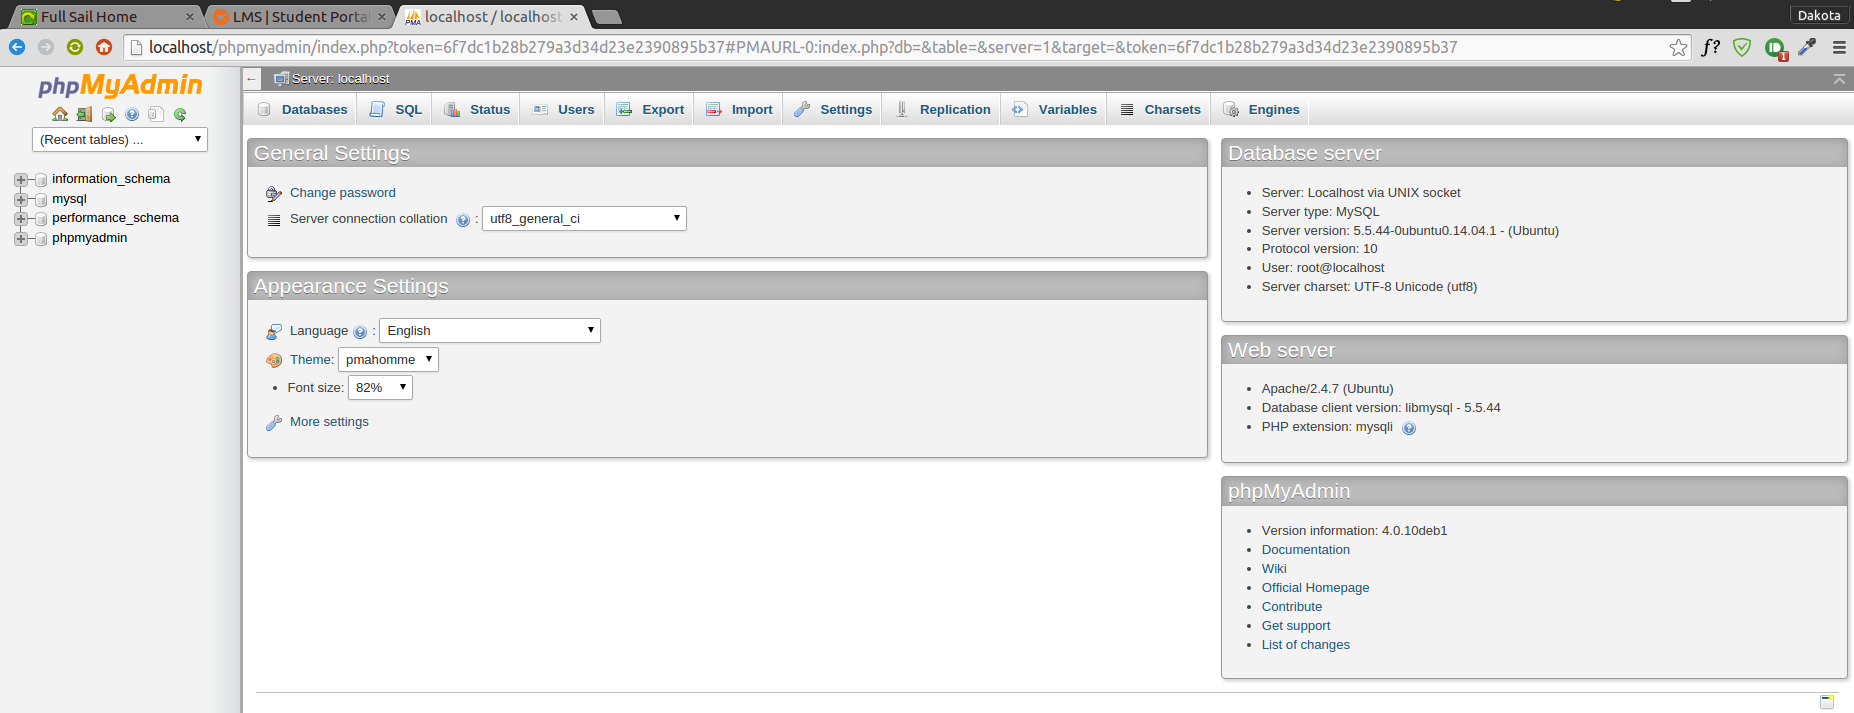 Full Sail Home
LMS | Student Porta
localhost / localhost
Dakota
localhost/phpmyadmin/index.php?token=6f7dc1b28b279a3d34d23e2390895b37#PMAURL-0:index.php?db=&table=&server=1&target=&token=6f7dc1b28b279a3d34d23e2390895b37
f?
1
phpMyAdmin
(Recent tables) ...
information_schema
mysql
performance_schema
phpmyadmin
Server: localhost
Databases SQL Status Users Export Import Settings Replication Variables Charsets Engines
General Settings
Change password
Server connection collation : utf8_general_ci
Appearance Settings
Language : English
Theme: pmahomme
Font size: 82%
More settings
Database server
Server: Localhost via UNIX socket
Server type: MySQL
Server version: 5.5.44-0ubuntu0.14.04.1 - (Ubuntu)
Protocol version: 10
User: root@localhost
Server charset: UTF-8 Unicode (utf8)
Web server
Apache/2.4.7 (Ubuntu)
Database client version: libmysql - 5.5.44
PHP extension: mysqli
phpMyAdmin
Version information: 4.0.10deb1
Documentation
Wiki
Official Homepage
Contribute
Get support
List of changes